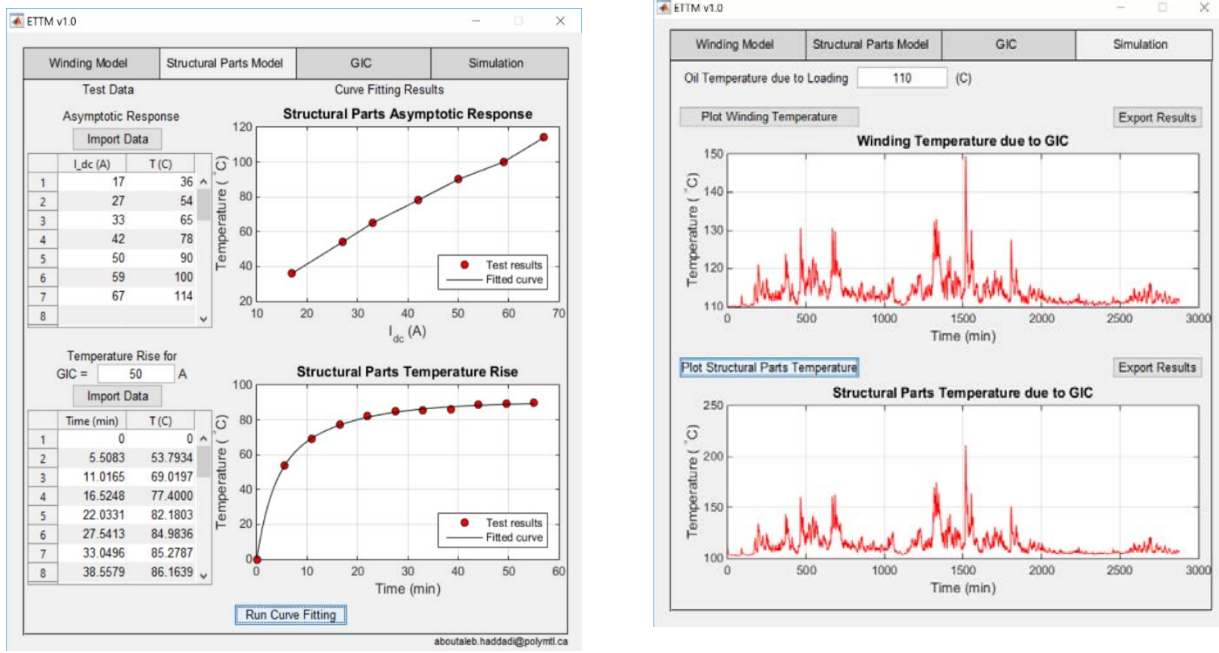 ETTM v1.0
Winding Model Structural Parts Model GIC Simulation
Test Data Curve Fitting Results
Asymptotic Response
Import Data
I_dc (A) T (C)
1 17 36
2 27 54
3 33 65
4 42 78
5 50 90
6 59 100
7 67 114
8
Structural Parts Asymptotic Response
Temperature (°C)
120
100
80
60
40
20
10 20 30 40 50 60 70
I_dc (A)
Test results
Fitted curve
Temperature Rise for
GIC = 50 A
Import Data
Time (min) T (C)
1 0 0
2 5.5083 53.7934
3 11.0165 69.0197
4 16.5248 77.4000
5 22.0331 82.1803
6 27.5413 84.9836
7 33.0496 85.2787
8 38.5579 86.1639
Structural Parts Temperature Rise
Temperature (°C)
100
80
60
40
20
0
0 10 20 30 40 50 60
Time (min)
Test results
Fitted curve
Run Curve Fitting
aboutaleb.haddadi@polymtl.ca
ETTM v1.0
Winding Model Structural Parts Model GIC Simulation
Oil Temperature due to Loading 110 (C)
Plot Winding Temperature Export Results
Winding Temperature due to GIC
Temperature (°C)
150
140
130
120
110
0 500 1000 1500 2000 2500 3000
Time (min)
Plot Structural Parts Temperature Export Results
Structural Parts Temperature due to GIC
Temperature (°C)
250
200
150
100
0 500 1000 1500 2000 2500 3000
Time (min)